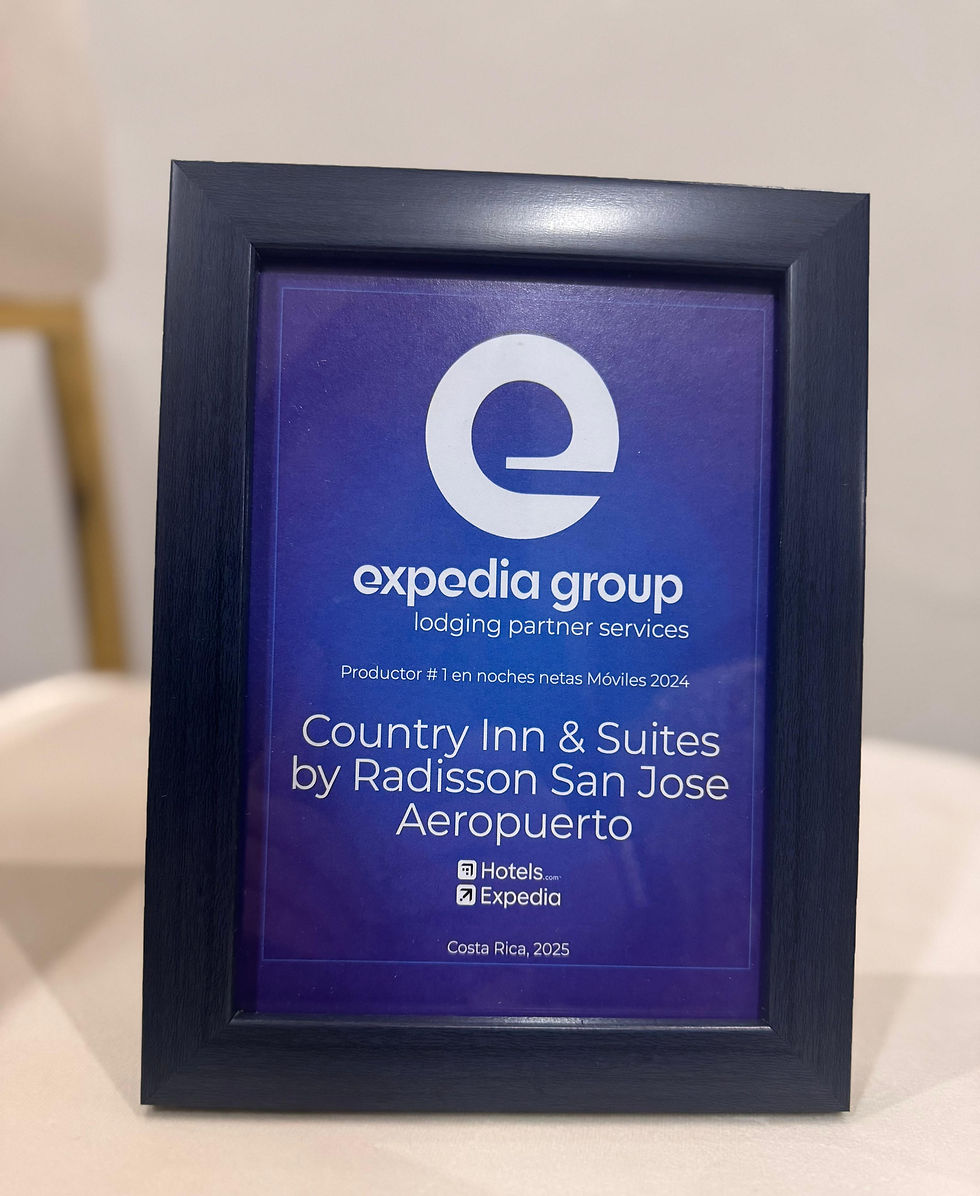 e
expedia group
lodging partner services
Productor # 1 en noches netas Móviles 2024
Country Inn & Suites
by Radisson San Jose
Aeropuerto
Hotels.com
Expedia
Costa Rica, 2025